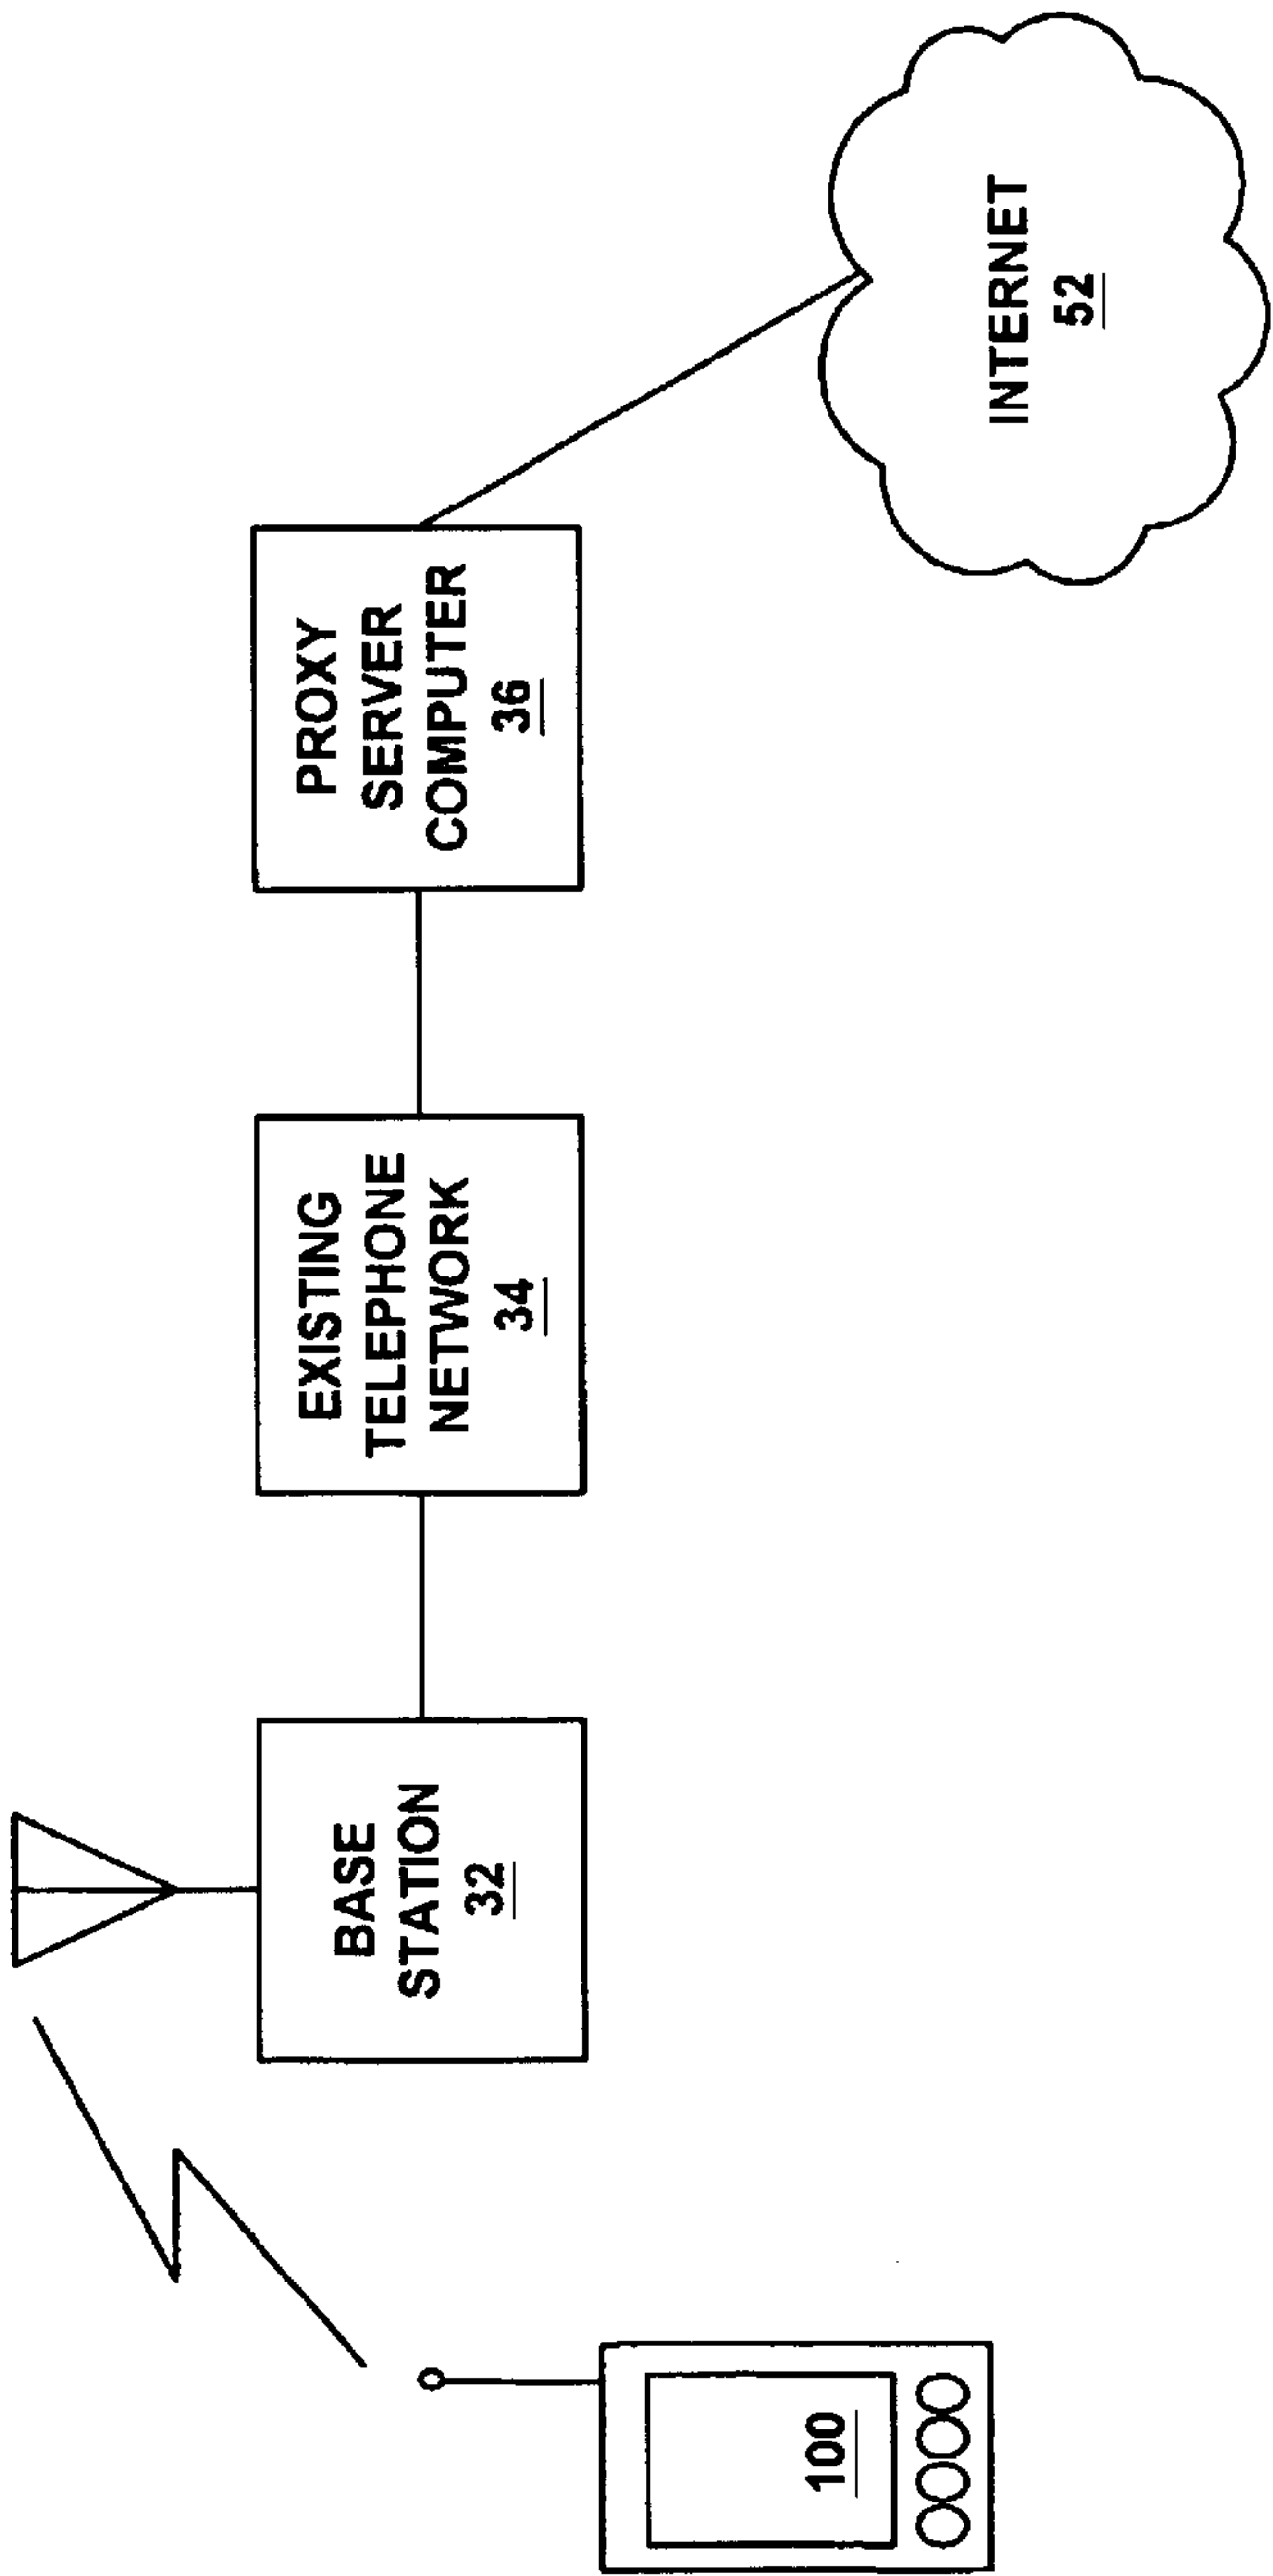 100
BASE
STATION
32
EXISTING
TELEPHONE
NETWORK
34
PROXY
SERVER
COMPUTER
36
INTERNET
52